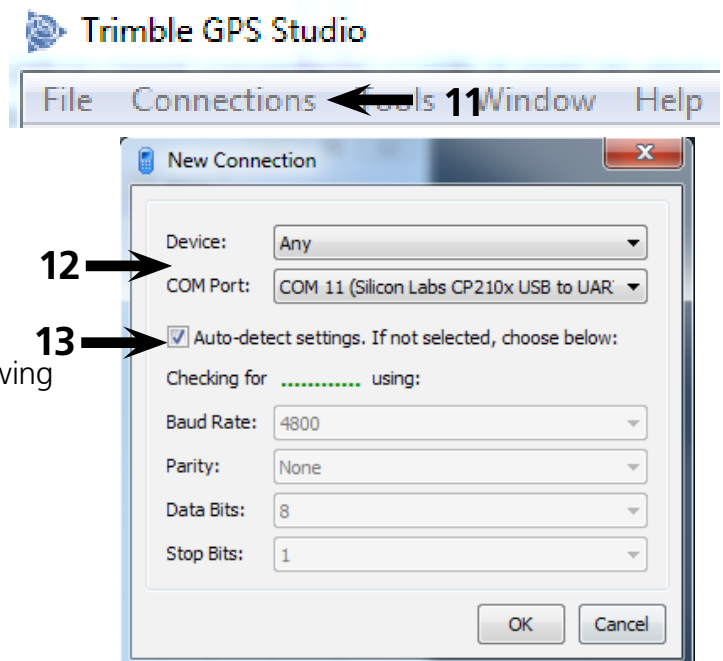 Trimble GPS Studio
File Connections Tools 11 Window Help
New Connection
12
Device: Any
COM Port: COM 11 (Silicon Labs CP210x USB to UAR
13
Auto-detect settings. If not selected, choose below:
ving
Checking for ............ using:
Baud Rate: 4800
Parity: None
Data Bits: 8
Stop Bits: 1
OK Cancel